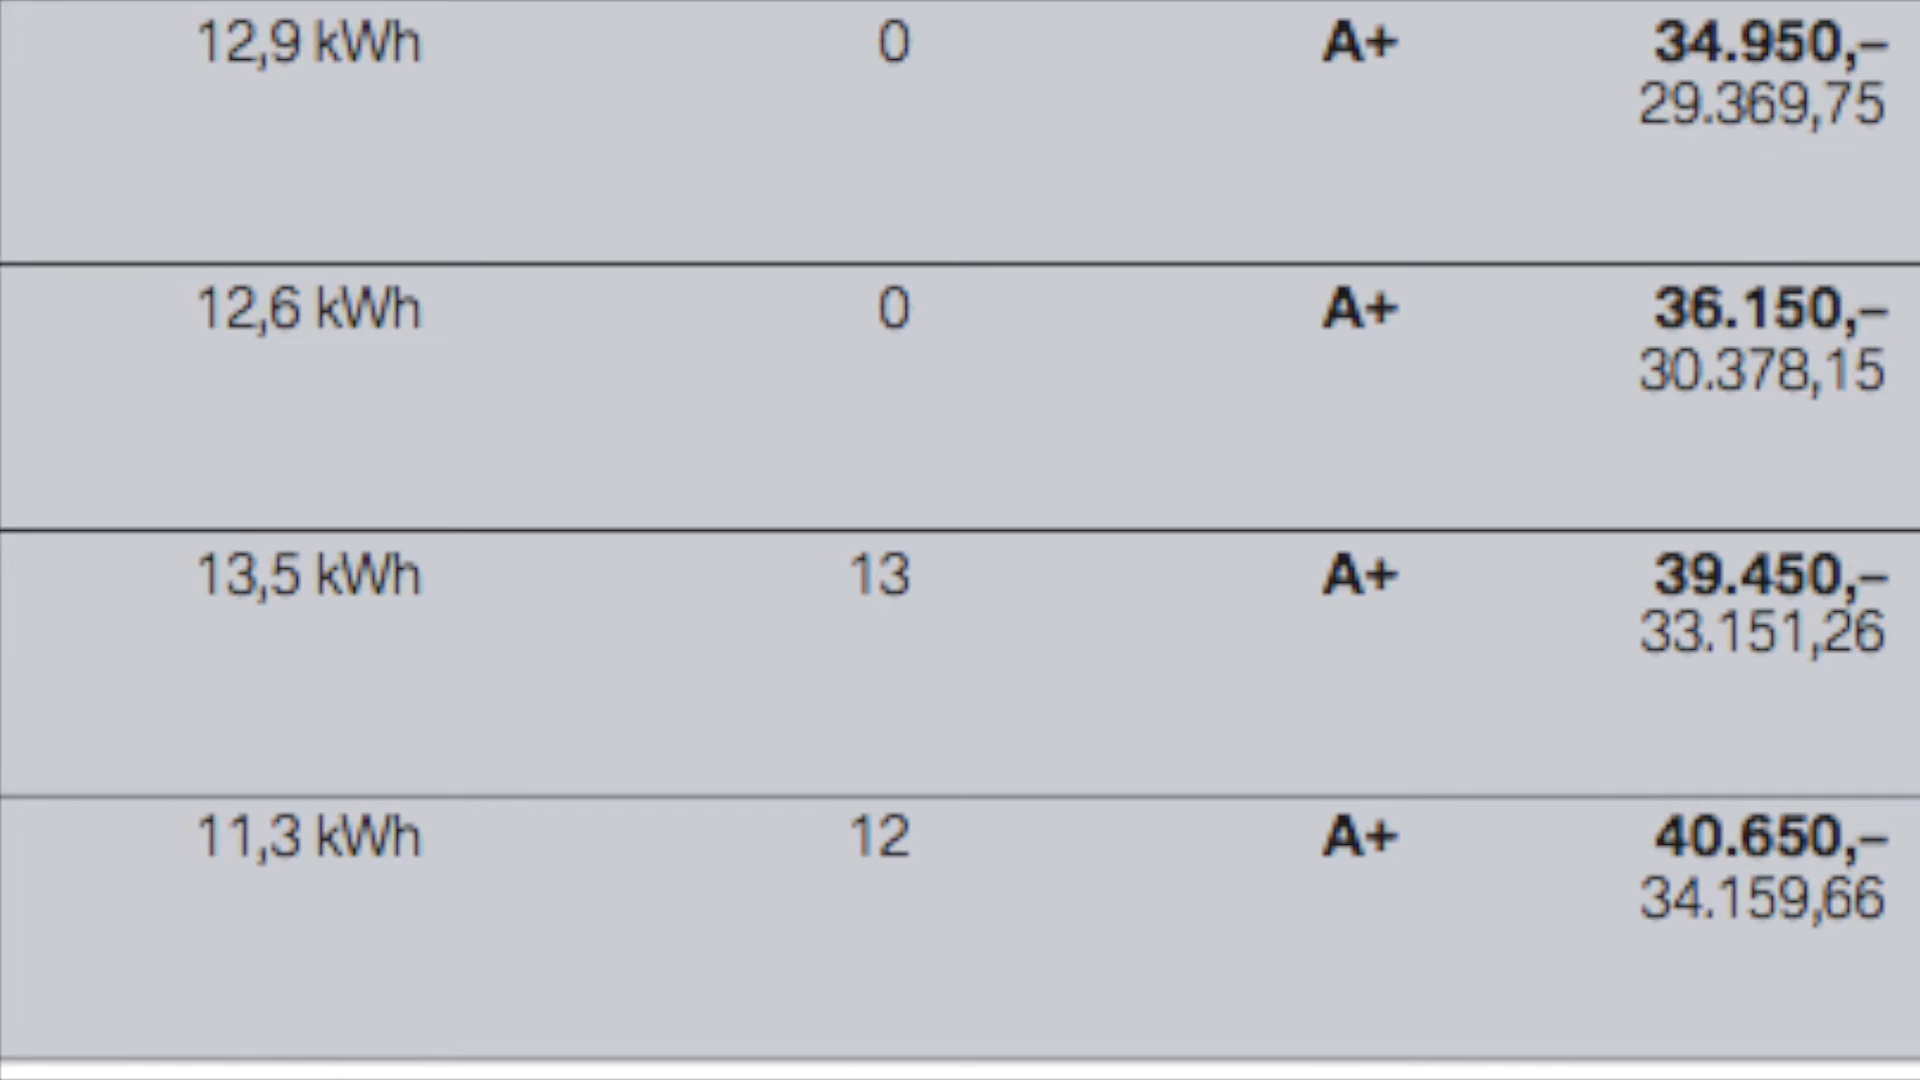 12,9 kWh 0 A+ 34.950,–
29.369,75
12,6 kWh 0 A+ 36.150,–
30.378,15
13,5 kWh 13 A+ 39.450,–
33.151,26
11,3 kWh 12 A+ 40.650,–
34.159,66